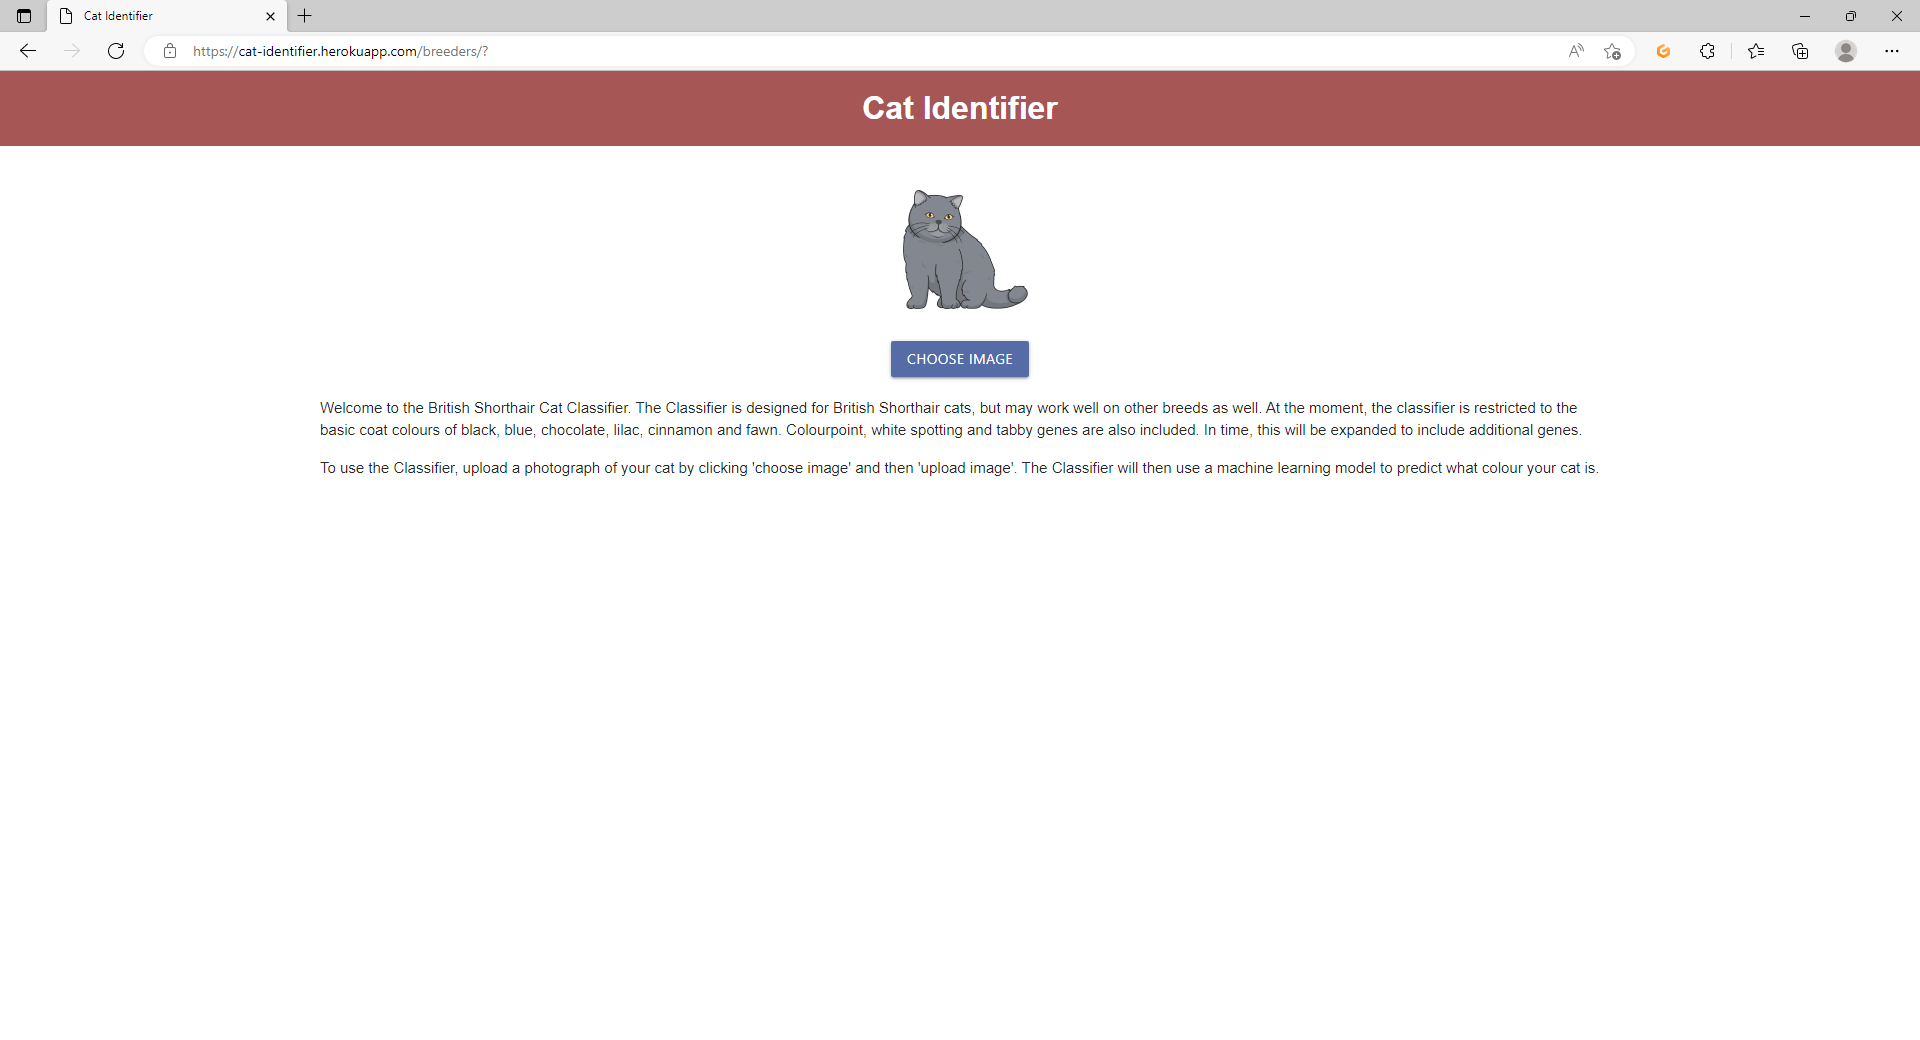 Cat Identifier
https://cat-identifier.herokuapp.com/breeders/?
Cat Identifier
CHOOSE IMAGE
Welcome to the British Shorthair Cat Classifier. The Classifier is designed for British Shorthair cats, but may work well on other breeds as well. At the moment, the classifier is restricted to the
basic coat colours of black, blue, chocolate, lilac, cinnamon and fawn. Colourpoint, white spotting and tabby genes are also included. In time, this will be expanded to include additional genes.
To use the Classifier, upload a photograph of your cat by clicking 'choose image' and then 'upload image'. The Classifier will then use a machine learning model to predict what colour your cat is.